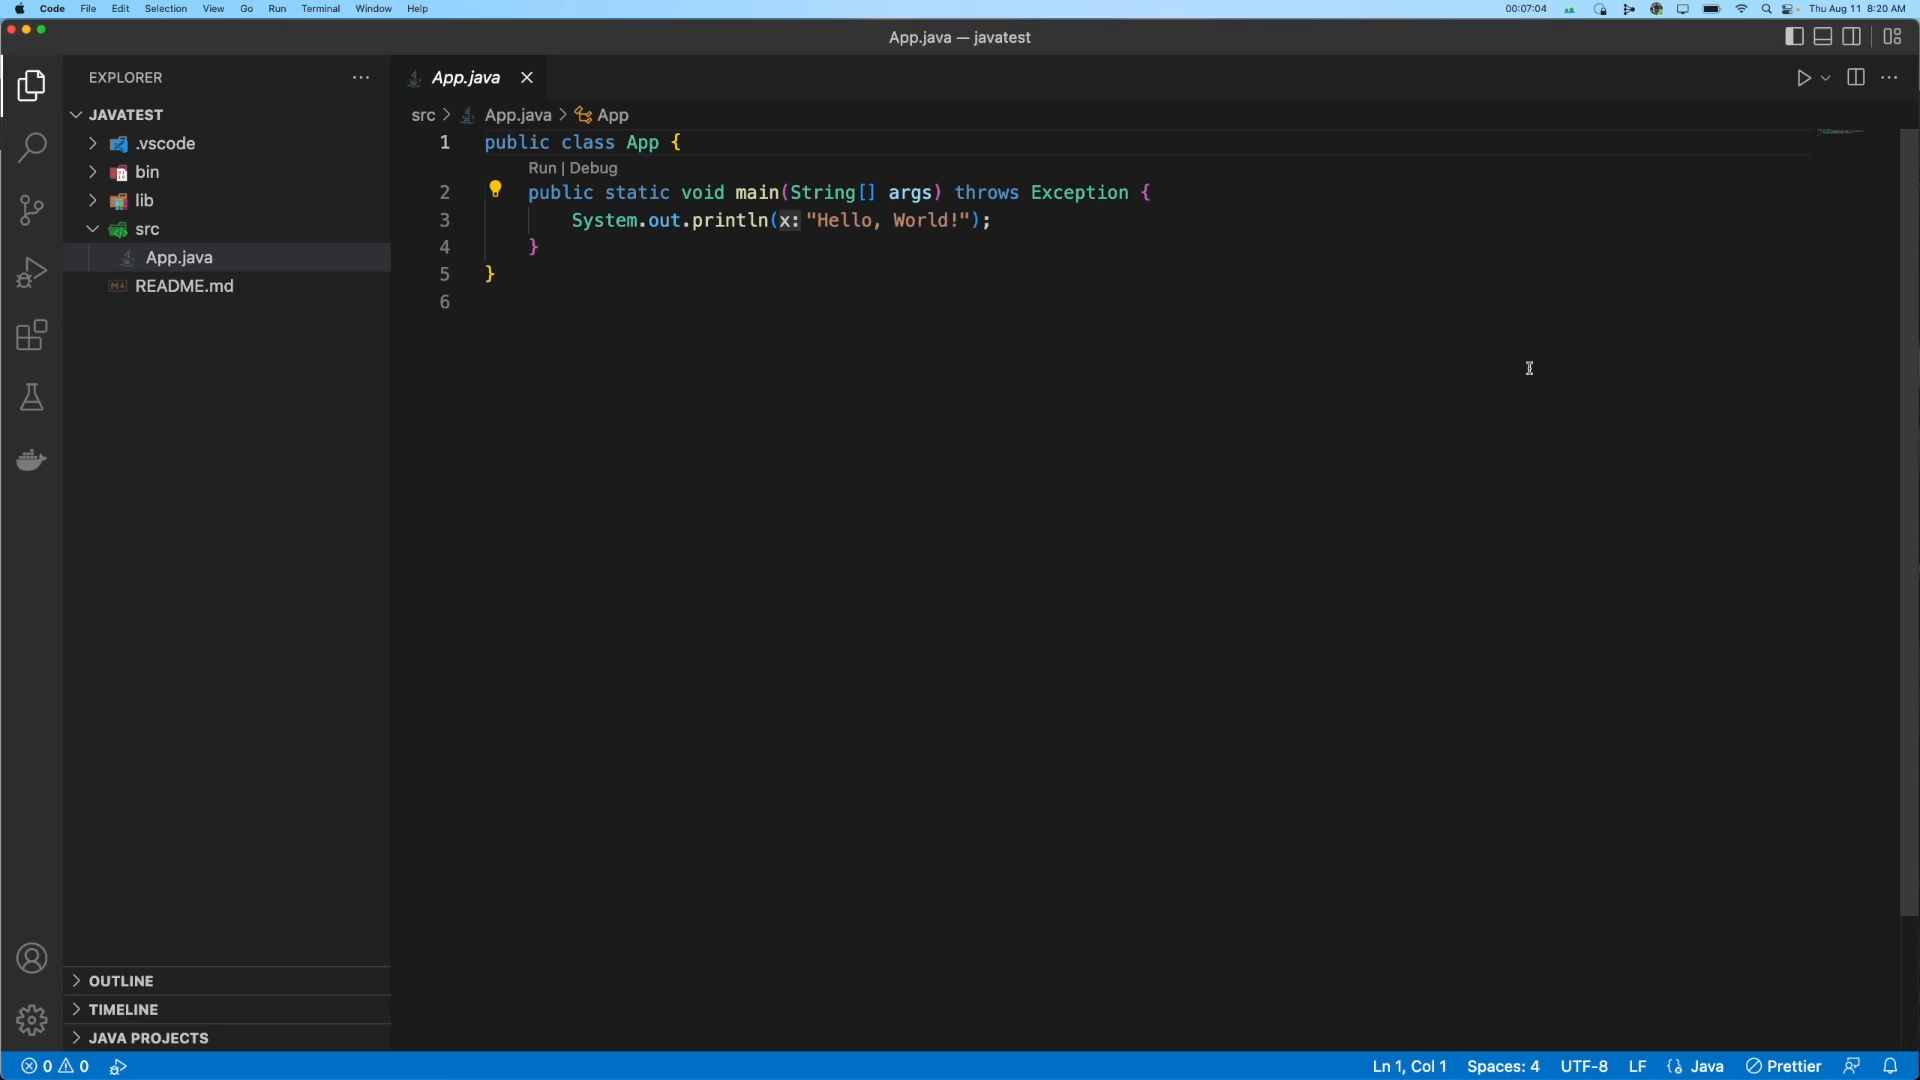 Code File Edit Selection View Go Run Terminal Window Help 00:07:04 Thu Aug 11 8:20 AM
App.java — javatest
EXPLORER
JAVATEST
.vscode
bin
lib
src
App.java
README.md
OUTLINE
TIMELINE
JAVA PROJECTS
App.java
src > App.java > App
1 public class App {
Run | Debug
2 public static void main(String[] args) throws Exception {
3 System.out.println(x: "Hello, World!");
4 }
5 }
6
0 0 Ln 1, Col 1 Spaces: 4 UTF-8 LF {} Java Prettier